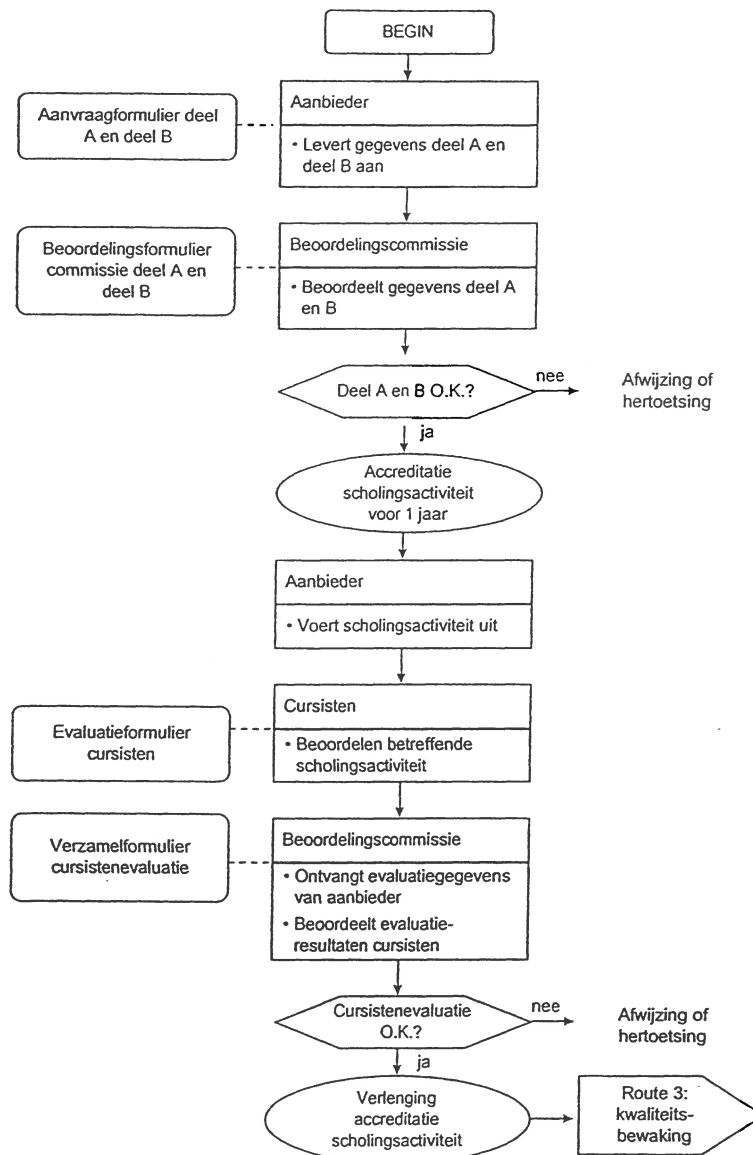 BEGIN
Aanvraagformulier deel
A en deel B
Aanbieder
• Levert gegevens deel A en
deel B aan
Beoordelingsformulier
commissie deel A en
deel B
Beoordelingscommissie
• Beoordeelt gegevens deel A
en B
Deel A en B O.K.?
nee
Afwijzing of
hertoetsing
ja
Accreditatie
scholingsactiviteit
voor 1 jaar
Aanbieder
• Voert scholingsactiviteit uit
Evaluatieformulier
cursisten
Cursisten
• Beoordelen betreffende
scholingsactiviteit
Verzamelformulier
cursistenevaluatie
Beoordelingscommissie
• Ontvangt evaluatiegegevens
van aanbieder
• Beoordeelt evaluatie-
resultaten cursisten
Cursistenevaluatie
O.K.?
nee
Afwijzing of
hertoetsing
ja
Verlenging
accreditatie
scholingsactiviteit
Route 3:
kwaliteits-
bewaking